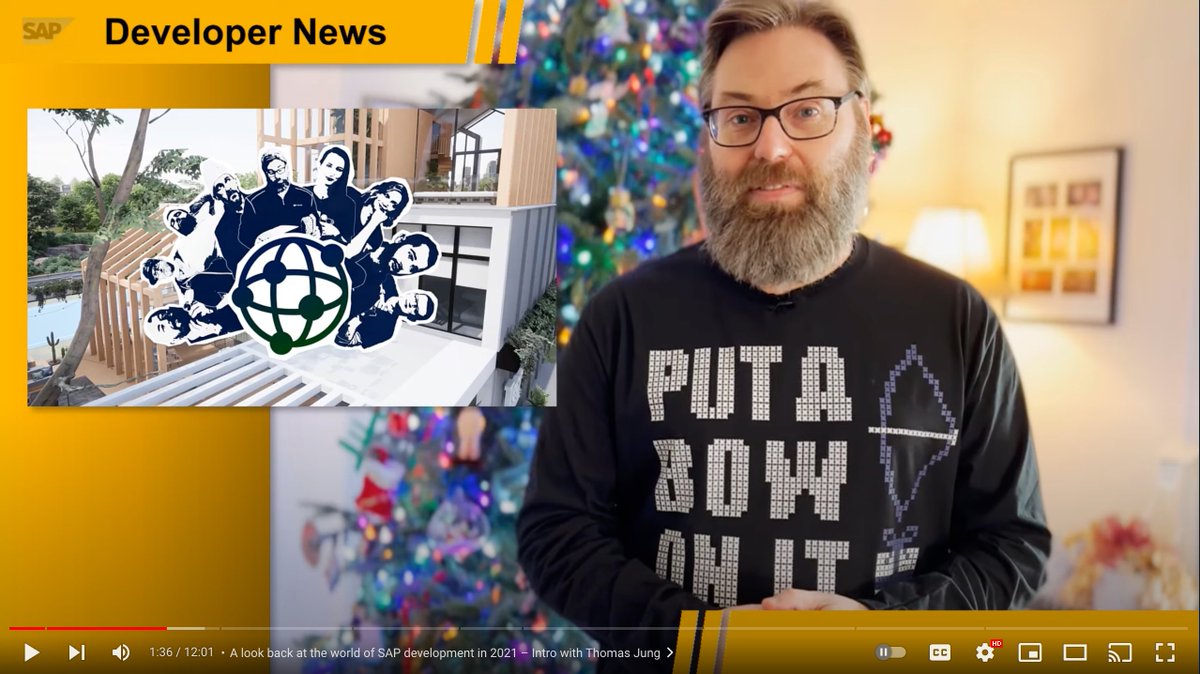 SAP
Developer News
PUT A
BOW
ON IT
1:36 / 12:01 • A look back at the world of SAP development in 2021 – Intro with Thomas Jung
CC
HD